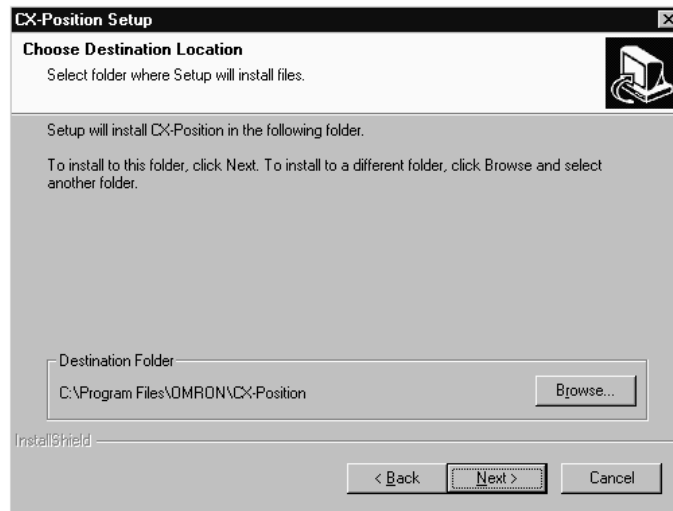 CX-Position Setup
Choose Destination Location
Select folder where Setup will install files.
Setup will install CX-Position in the following folder.
To install to this folder, click Next. To install to a different folder, click Browse and select
another folder.
Destination Folder
C:\Program Files\OMRON\CX-Position
Browse...
InstallShield
< Back
Next >
Cancel